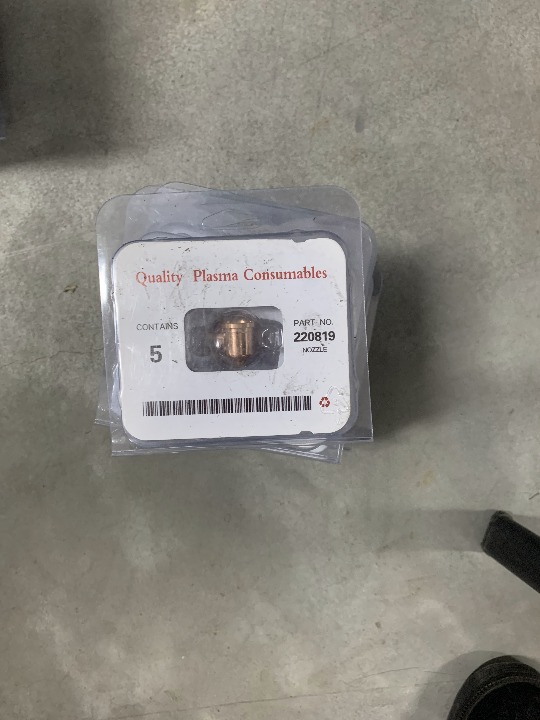 Quality Plasma Consumables
CONTAINS
5
PART NO.
220819
NOZZLE